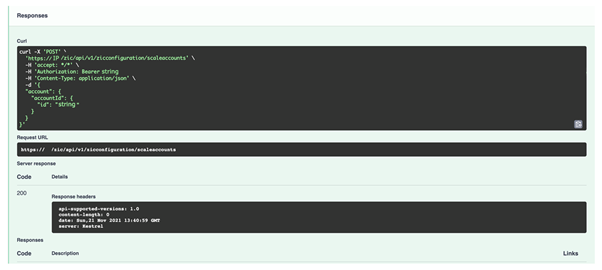 Responses
Curl
curl -X 'POST' \
'https://IP/zic/api/v1/zicconfiguration/scaleaccounts' \
-H 'accept: */*' \
-H 'Authorization: Bearer string
-H 'Content-Type: application/json' \
-d '{
"account": {
"accountId": {
"id": "string"
}
}
}'
Request URL
https:// /zic/api/v1/zicconfiguration/scaleaccounts
Server response
Code Details
200
Response headers
api-supported-versions: 1.0
content-length: 0
date: Sun,21 Nov 2021 13:40:59 GMT
server: Kestrel
Responses
Code Description Links